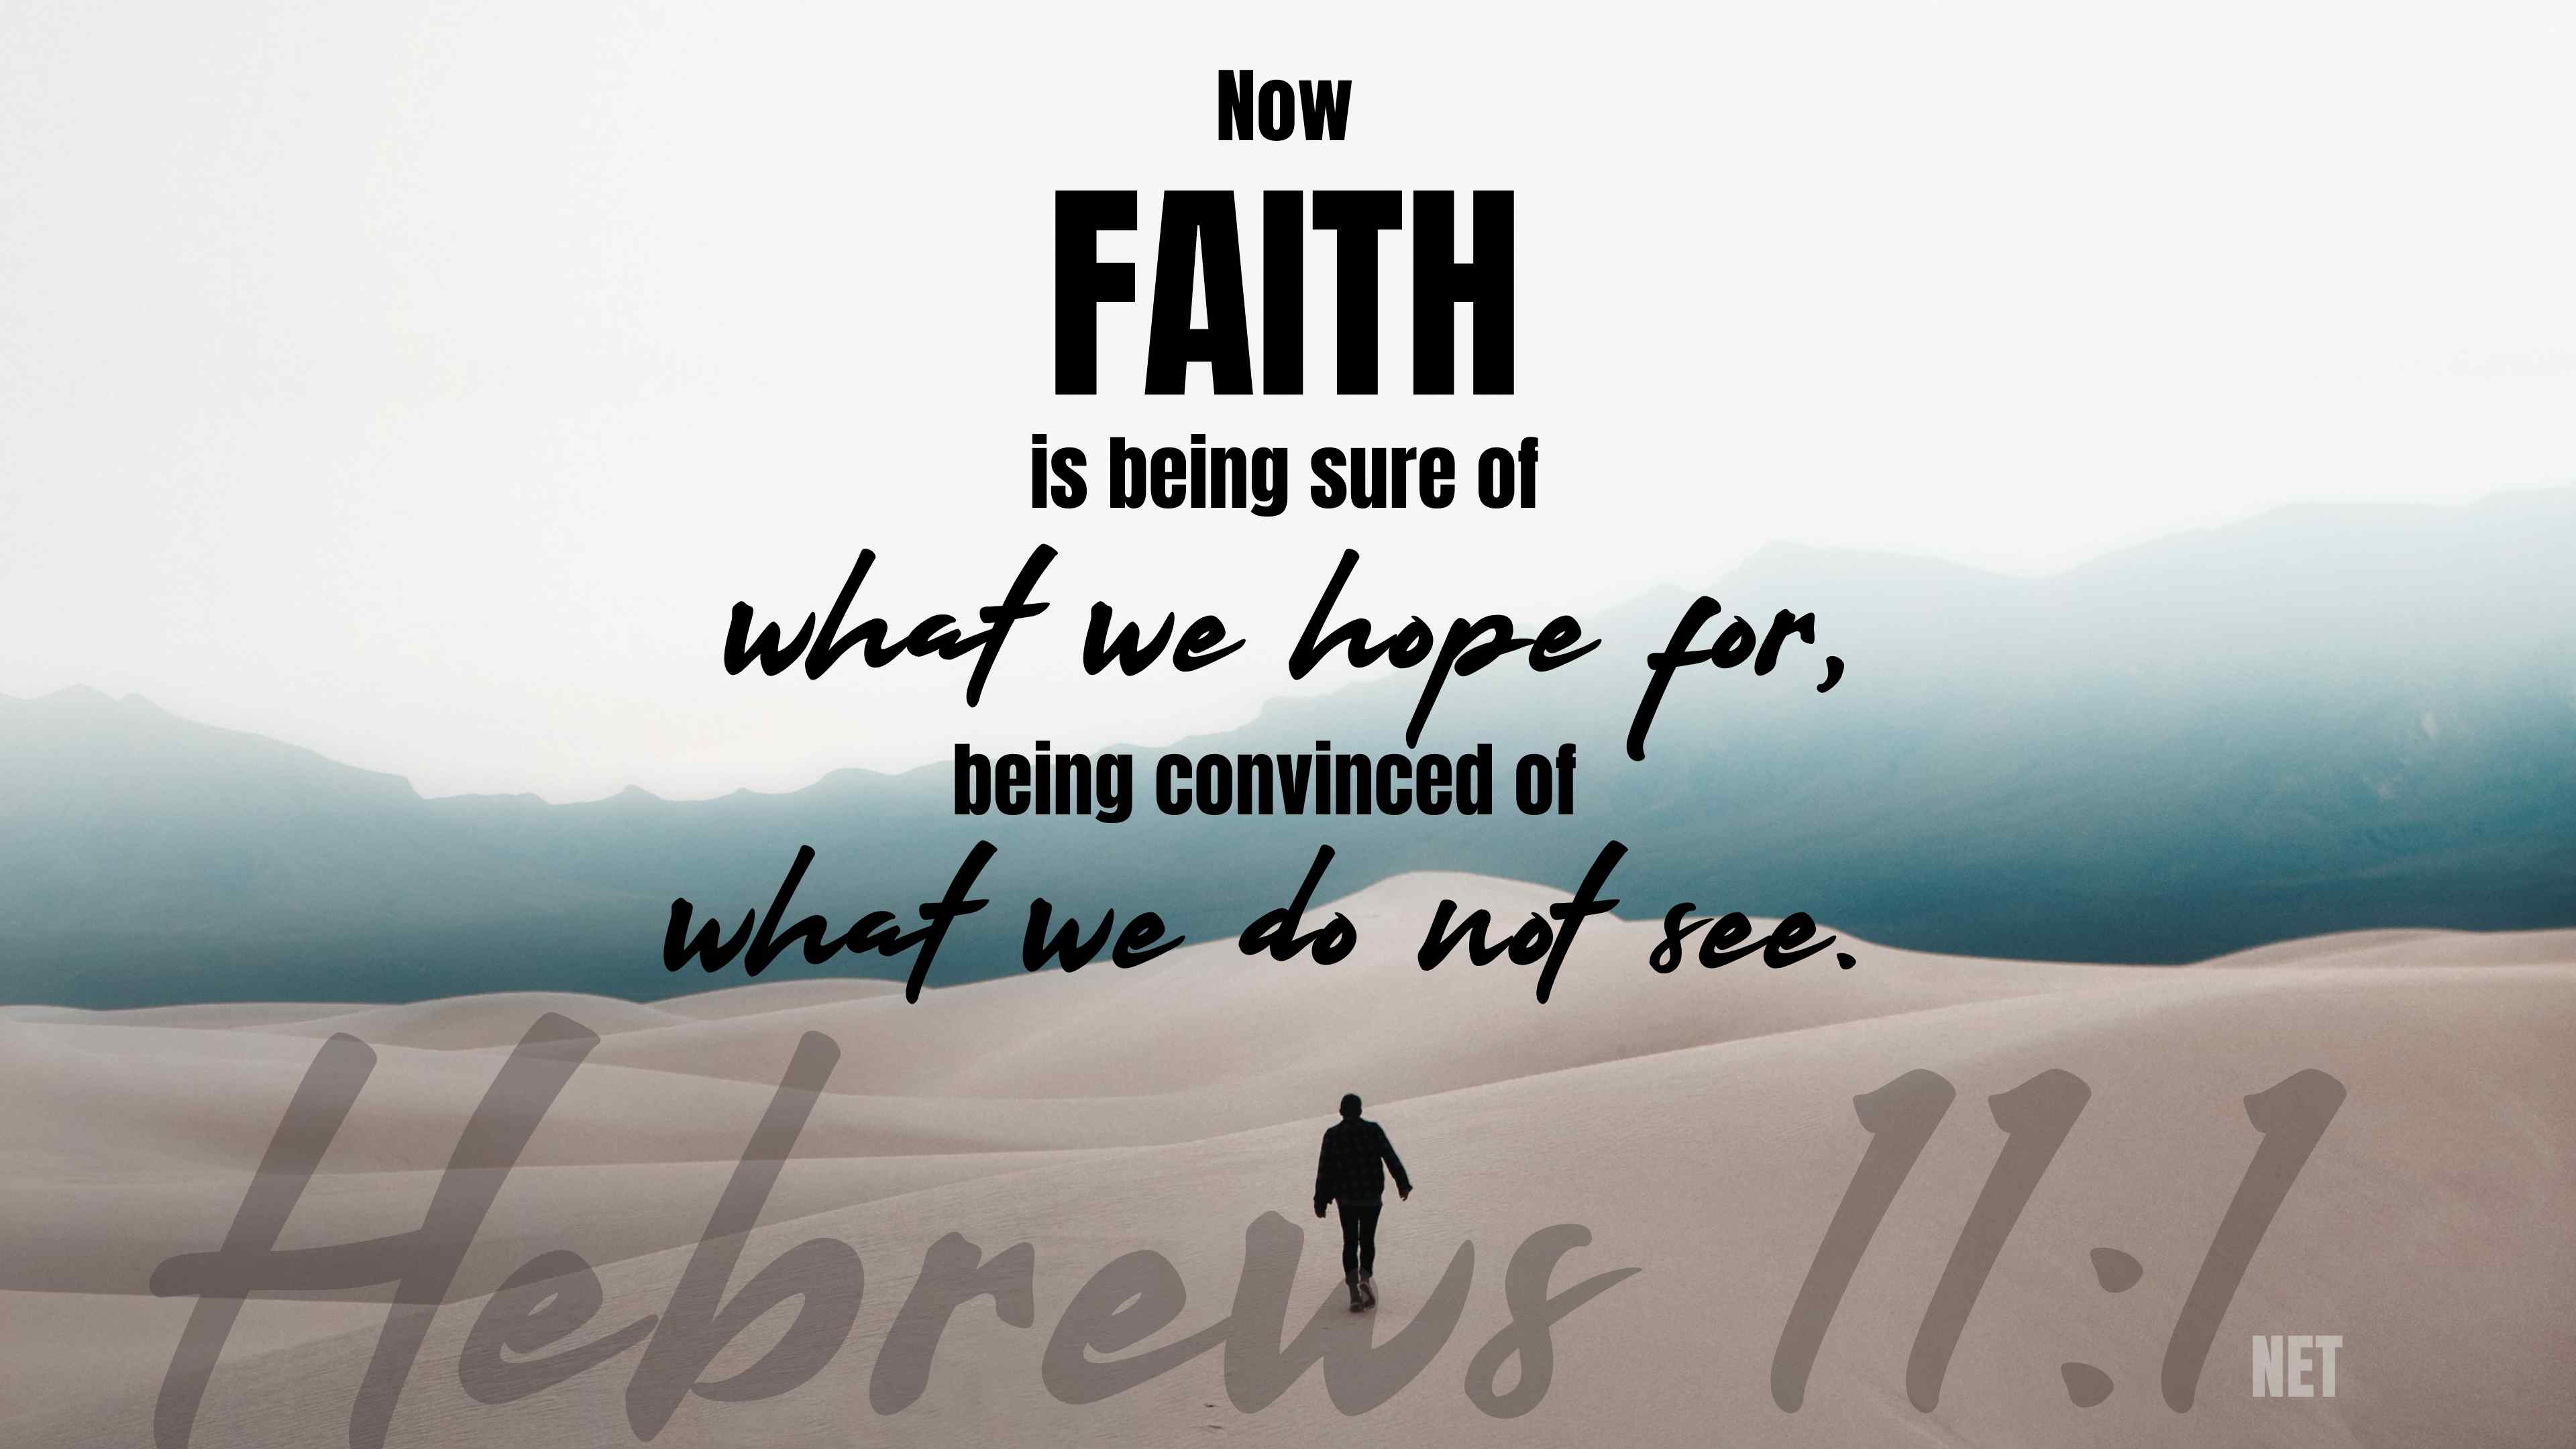 Now
FAITH
is being sure of
what we hope for,
being convinced of
what we do not see.
Hebrews 11:1
NET